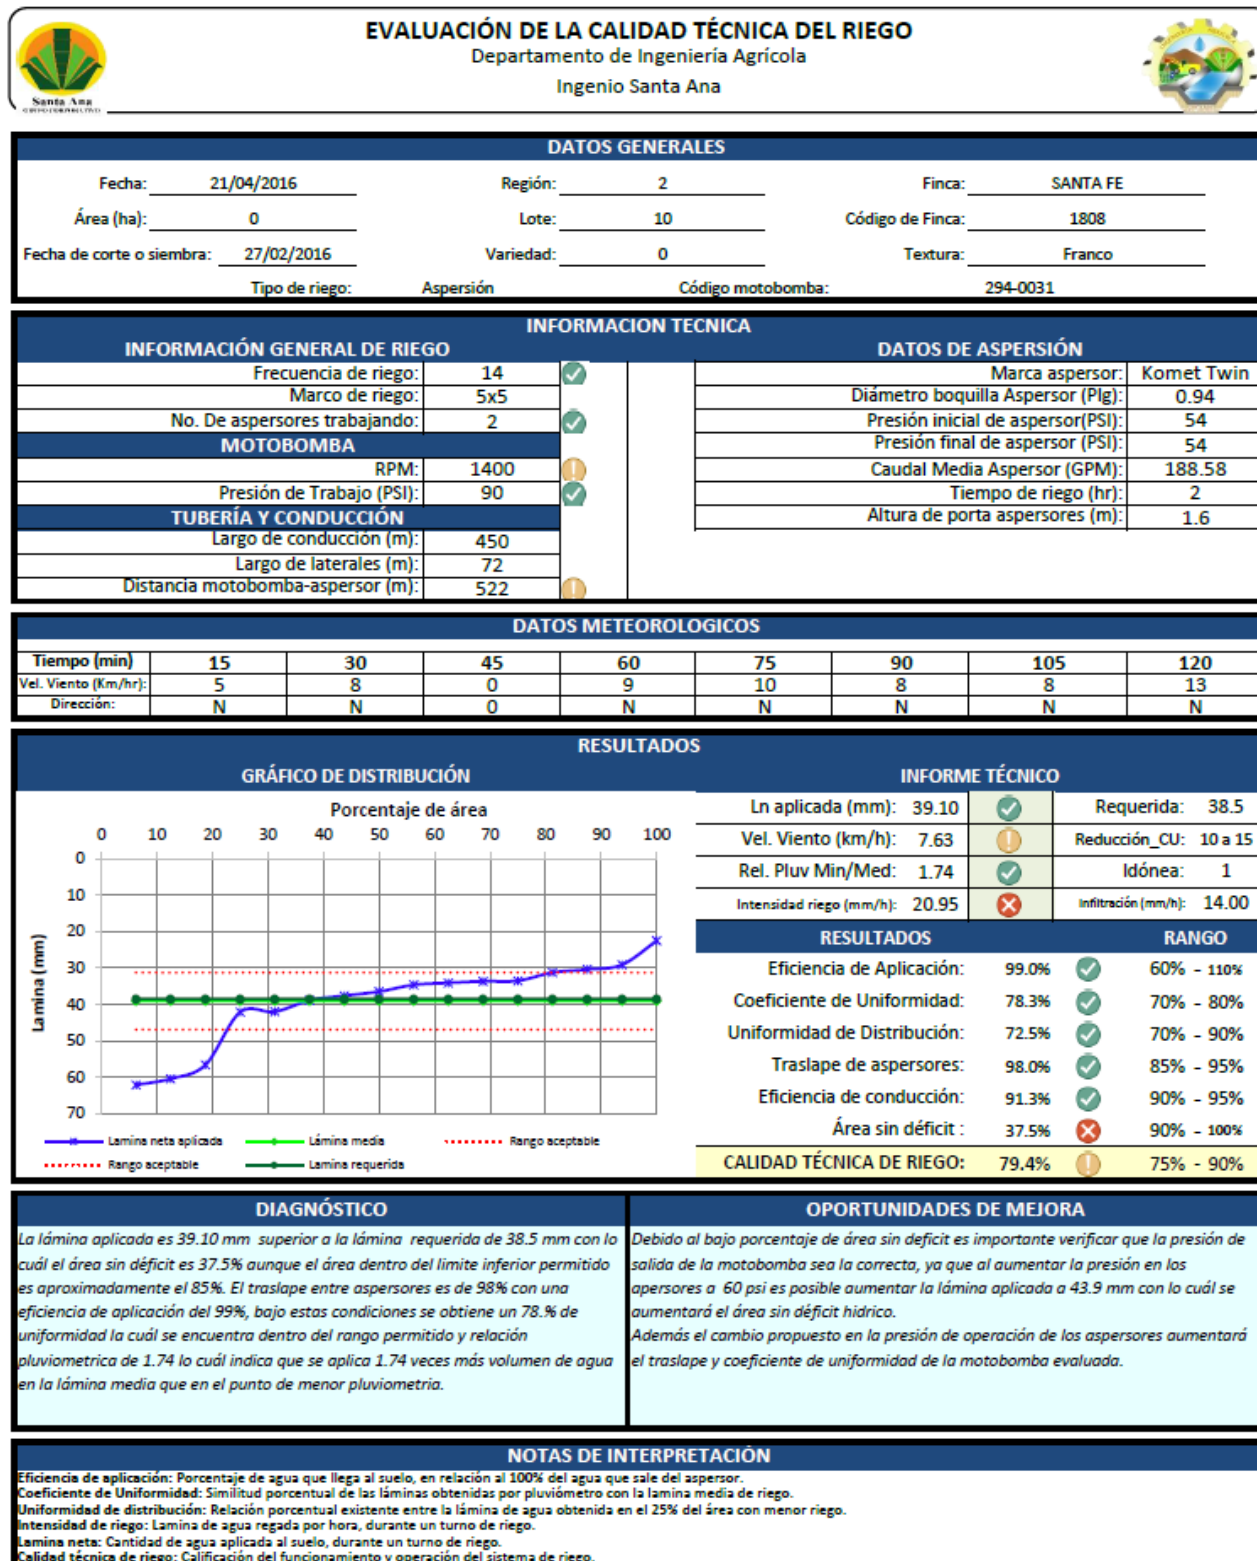 EVALUACIÓN DE LA CALIDAD TÉCNICA DEL RIEGO
Departamento de Ingeniería Agrícola
Ingenio Santa Ana
Santa Ana
DATOS GENERALES
Fecha: 21/04/2016 Región: 2 Finca: SANTA FE
Área (ha): 0 Lote: 10 Código de Finca: 1808
Fecha de corte o siembra: 27/02/2016 Variedad: 0 Textura: Franco
Tipo de riego: Aspersión Código motobomba: 294-0031
INFORMACION TECNICA
INFORMACIÓN GENERAL DE RIEGO
Frecuencia de riego: 14
Marco de riego: 5x5
No. De aspersores trabajando: 2
MOTOBOMBA
RPM: 1400
Presión de Trabajo (PSI): 90
TUBERÍA Y CONDUCCIÓN
Largo de conducción (m): 450
Largo de laterales (m): 72
Distancia motobomba-aspersor (m): 522
DATOS DE ASPERSIÓN
Marca aspersor: Komet Twin
Diámetro boquilla Aspersor (Plg): 0.94
Presión inicial de aspersor(PSI): 54
Presión final de aspersor (PSI): 54
Caudal Media Aspersor (GPM): 188.58
Tiempo de riego (hr): 2
Altura de porta aspersores (m): 1.6
DATOS METEOROLOGICOS
Tiempo (min) 15 30 45 60 75 90 105 120
Vel. Viento (Km/hr): 5 8 0 9 10 8 8 13
Dirección: N N 0 N N N N N
RESULTADOS
GRÁFICO DE DISTRIBUCIÓN
Porcentaje de área
0 10 20 30 40 50 60 70 80 90 100
0
10
20
30
40
50
60
70
Lamina (mm)
Lamina neta aplicada Lámina media Rango aceptable
Rango aceptable Lamina requerida
INFORME TÉCNICO
Ln aplicada (mm): 39.10 Requerida: 38.5
Vel. Viento (km/h): 7.63 Reducción_CU: 10 a 15
Rel. Pluv Min/Med: 1.74 Idónea: 1
Intensidad riego (mm/h): 20.95 Infiltración (mm/h): 14.00
RESULTADOS RANGO
Eficiencia de Aplicación: 99.0% 60% - 110%
Coeficiente de Uniformidad: 78.3% 70% - 80%
Uniformidad de Distribución: 72.5% 70% - 90%
Traslape de aspersores: 98.0% 85% - 95%
Eficiencia de conducción: 91.3% 90% - 95%
Área sin déficit : 37.5% 90% - 100%
CALIDAD TÉCNICA DE RIEGO: 79.4% 75% - 90%
DIAGNÓSTICO
La lámina aplicada es 39.10 mm superior a la lámina requerida de 38.5 mm con lo
cuál el área sin déficit es 37.5% aunque el área dentro del limite inferior permitido
es aproximadamente el 85%. El traslape entre aspersores es de 98% con una
eficiencia de aplicación del 99%, bajo estas condiciones se obtiene un 78.% de
uniformidad la cuál se encuentra dentro del rango permitido y relación
pluviometrica de 1.74 lo cuál indica que se aplica 1.74 veces más volumen de agua
en la lámina media que en el punto de menor pluviometria.
OPORTUNIDADES DE MEJORA
Debido al bajo porcentaje de área sin deficit es importante verificar que la presión de
salida de la motobomba sea la correcta, ya que al aumentar la presión en los
apersores a 60 psi es posible aumentar la lámina aplicada a 43.9 mm con lo cuál se
aumentará el área sin déficit hidrico.
Además el cambio propuesto en la presión de operación de los aspersores aumentará
el traslape y coeficiente de uniformidad de la motobomba evaluada.
NOTAS DE INTERPRETACIÓN
Eficiencia de aplicación: Porcentaje de agua que llega al suelo, en relación al 100% del agua que sale del aspersor.
Coeficiente de Uniformidad: Similitud porcentual de las láminas obtenidas por pluviómetro con la lamina media de riego.
Uniformidad de distribución: Relación porcentual existente entre la lámina de agua obtenida en el 25% del área con menor riego.
Intensidad de riego: Lamina de agua regada por hora, durante un turno de riego.
Lamina neta: Cantidad de agua aplicada al suelo, durante un turno de riego.
Calidad técnica de riego: Calificación del funcionamiento y operación del sistema de riego.